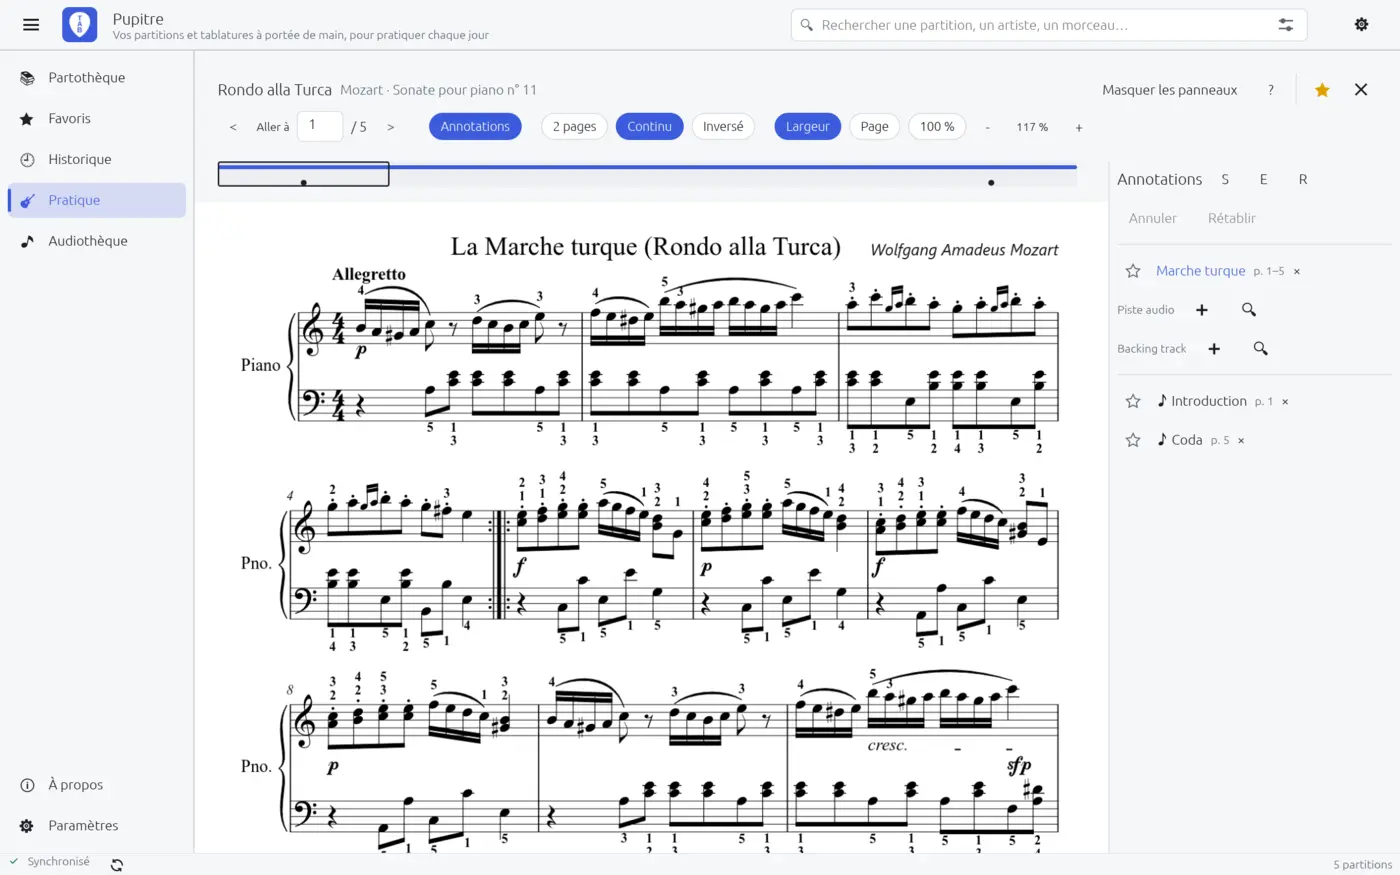 Pupitre
Vos partitions et tablatures à portée de main, pour pratiquer chaque jour
Rechercher une partition, un artiste, un morceau…
Partothèque
Favoris
Historique
Pratique
Audiothèque
À propos
Paramètres
Synchronisé
Rondo alla Turca Mozart · Sonate pour piano n° 11
Masquer les panneaux ?
< Aller à 1 / 5 > Annotations 2 pages Continu Inversé Largeur Page 100 % - 117 % +
Annotations S E R
Annuler Rétablir
Marche turque p. 1–5 ×
Piste audio +
Backing track +
Introduction p. 1 ×
Coda p. 5 ×
La Marche turque (Rondo alla Turca) Wolfgang Amadeus Mozart
Allegretto
Piano
p
4
Pno.
f p f
8
Pno.
p
cresc.
sfp
5 partitions